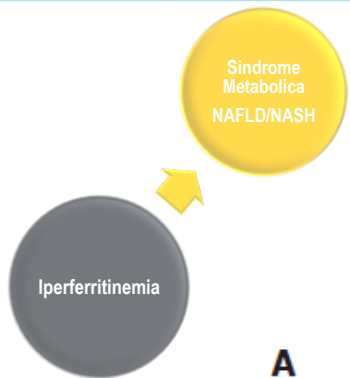 Sindrome
Metabolica
NAFLD/NASH
Iperferritinemia
A